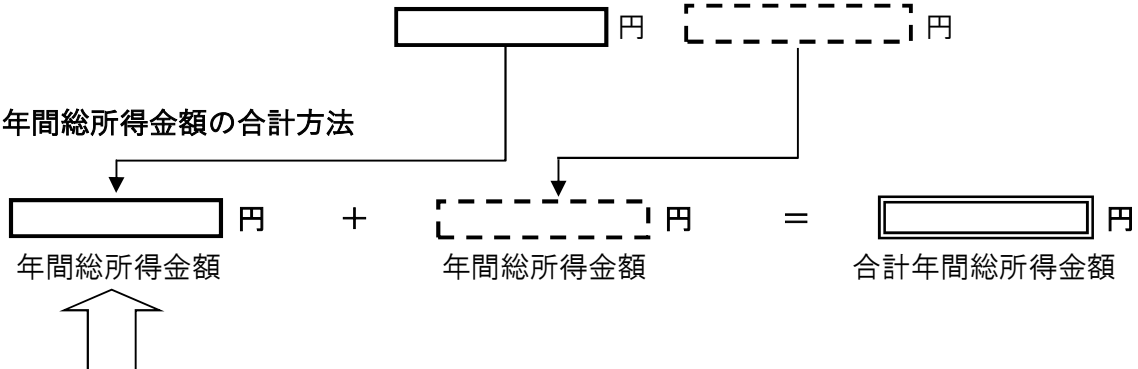 円 円
年間総所得金額の合計方法
円 + 円 = 円
年間総所得金額 年間総所得金額 合計年間総所得金額